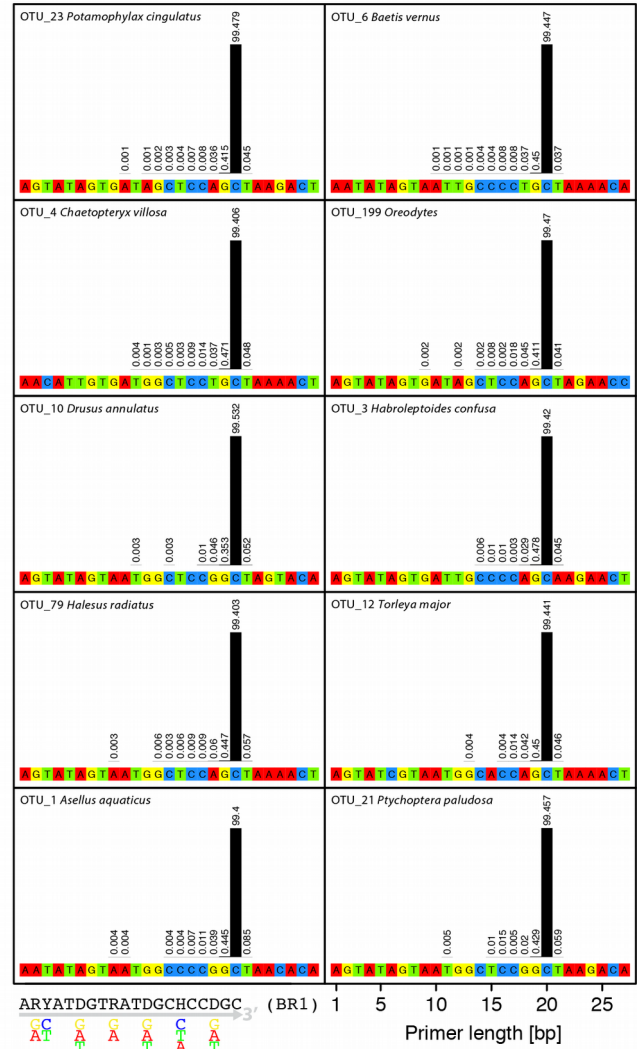 OTU_23 Potamophylax cingulatus
0.001 0.001 0.002 0.003 0.004 0.007 0.008 0.036 0.415 99.479 0.045
AGTATAGTGATAGCTCCAGCTAAGACT
OTU_6 Baetis vernus
0.001 0.001 0.001 0.001 0.004 0.004 0.008 0.008 0.037 0.45 99.447 0.037
AATATAGTAATTGCCCCTGCTAAAACA
OTU_4 Chaetopteryx villosa
0.004 0.001 0.003 0.005 0.003 0.009 0.014 0.037 0.471 99.406 0.048
AACATTGTGATGGCTCCTGCTAAAACT
OTU_199 Oreodytes
0.002 0.002 0.002 0.008 0.002 0.018 0.045 0.411 99.47 0.041
AGTATAGTGATAGCTCCAGCTAGAACC
OTU_10 Drusus annulatus
0.003 0.003 0.01 0.046 0.353 99.532 0.052
AGTATAGTAATGGCTCCGGCTAGTACA
OTU_3 Habroleptoides confusa
0.006 0.01 0.01 0.003 0.029 0.478 99.42 0.045
AGTATAGTGATTGCCCCAGCAAGAACT
OTU_79 Halesus radiatus
0.003 0.006 0.003 0.006 0.009 0.009 0.06 0.447 99.403 0.057
AGTATAGTAATGGCTCCAGCTAAAACT
OTU_12 Torleya major
0.004 0.004 0.014 0.042 0.45 99.441 0.046
AGTATCGTAATGGCACCAGCTAAAACT
OTU_1 Asellus aquaticus
0.004 0.004 0.004 0.004 0.007 0.011 0.039 0.445 99.4 0.085
AATATAGTAATGGCCCCGGCTAACACA
OTU_21 Ptychoptera paludosa
0.005 0.01 0.015 0.005 0.02 0.429 99.457 0.059
AGTATAGTAATGGCTCCGGCTAAGACA
ARYATDGTRATDGCHCCDGC (BR1)
3'
GC G G G C G
AT A A A T A
T T A T
1 5 10 15 20 25
Primer length [bp]